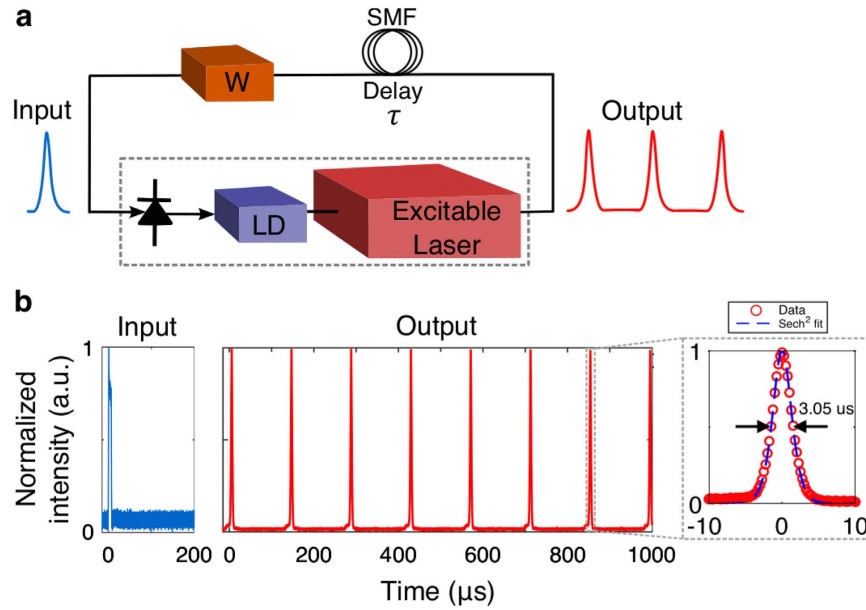 a
SMF
W
Delay
τ
Input
Output
LD
Excitable
Laser
b
Input
Output
Data
Sech² fit
Normalized
intensity (a.u.)
1
0
0
200
0
200
400
600
800
1000
1
0
3.05 us
-10
0
10
Time (μs)